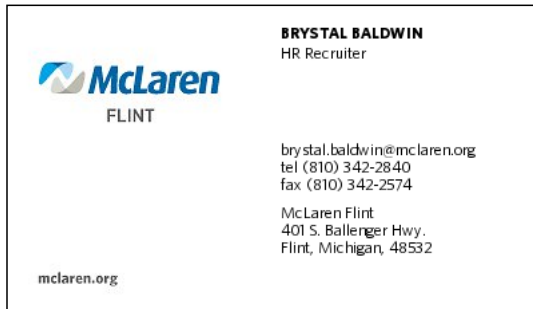 BRYSTAL BALDWIN
HR Recruiter
McLaren
FLINT
brystal.baldwin@mclaren.org
tel (810) 342-2840
fax (810) 342-2574
McLaren Flint
401 S. Ballenger Hwy.
Flint, Michigan, 48532
mclaren.org